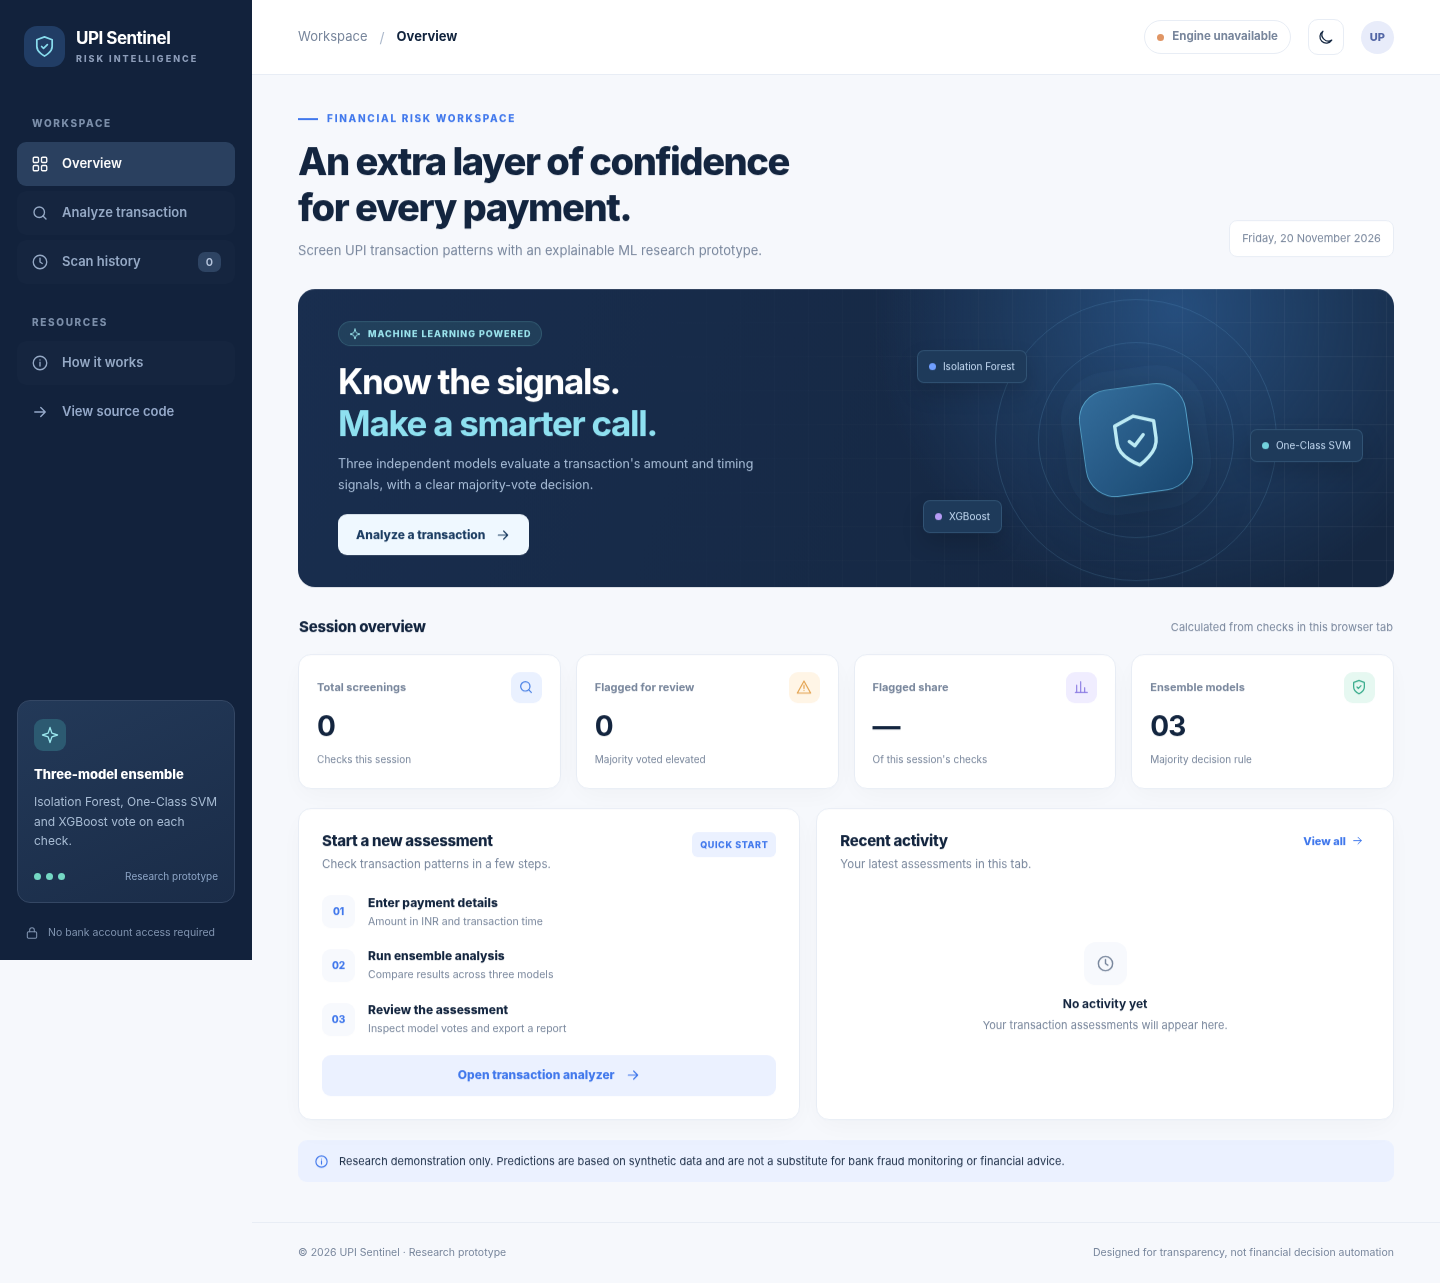 UPI Sentinel
RISK INTELLIGENCE
WORKSPACE
Overview
Analyze transaction
Scan history 0
RESOURCES
How it works
View source code
Three-model ensemble
Isolation Forest, One-Class SVM
and XGBoost vote on each
check.
Research prototype
No bank account access required
Workspace / Overview
Engine unavailable
UP
FINANCIAL RISK WORKSPACE
An extra layer of confidence
for every payment.
Screen UPI transaction patterns with an explainable ML research prototype.
Friday, 20 November 2026
MACHINE LEARNING POWERED
Know the signals.
Make a smarter call.
Three independent models evaluate a transaction's amount and timing
signals, with a clear majority-vote decision.
Analyze a transaction
Isolation Forest
One-Class SVM
XGBoost
Session overview
Calculated from checks in this browser tab
Total screenings
0
Checks this session
Flagged for review
0
Majority voted elevated
Flagged share
—
Of this session's checks
Ensemble models
03
Majority decision rule
Start a new assessment
QUICK START
Check transaction patterns in a few steps.
01
Enter payment details
Amount in INR and transaction time
02
Run ensemble analysis
Compare results across three models
03
Review the assessment
Inspect model votes and export a report
Open transaction analyzer
Recent activity
View all
Your latest assessments in this tab.
No activity yet
Your transaction assessments will appear here.
Research demonstration only. Predictions are based on synthetic data and are not a substitute for bank fraud monitoring or financial advice.
© 2026 UPI Sentinel · Research prototype
Designed for transparency, not financial decision automation